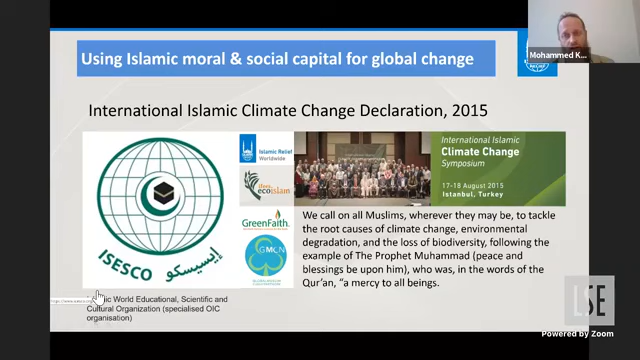 Using Islamic moral & social capital for global change
Mohammed K...
International Islamic Climate Change Declaration, 2015
Islamic Relief
Worldwide
ecoislam
GreenFaith
GMCN
ISESCO
إيسيسكو
International Islamic
Climate Change
Symposium
17-18 August 2015
Istanbul, Turkey
We call on all Muslims, wherever they may be, to tackle
the root causes of climate change, environmental
degradation, and the loss of biodiversity, following the
example of The Prophet Muhammad (peace and
blessings be upon him), who was, in the words of the
Qur'an, “a mercy to all beings.
ic World Educational, Scientific and
Cultural Organization (specialised OIC
organisation)
LSE
Powered by Zoom